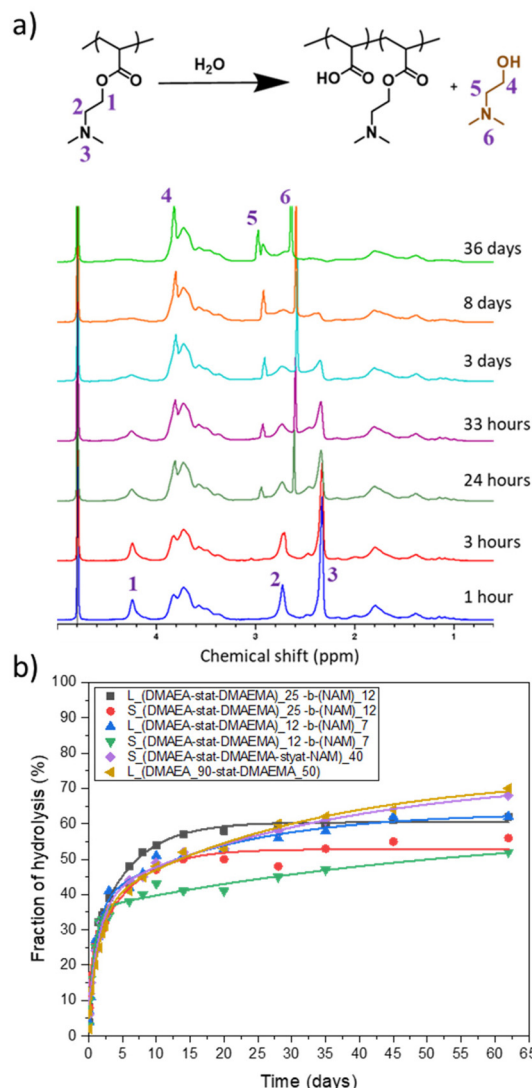 a)
O
O
1
2
N
3
H₂O
HO
O
O
O
N
+
OH
5
4
N
6
4
5
6
36 days
8 days
3 days
33 hours
24 hours
3 hours
1 hour
1
2
3
4
3
2
1
Chemical shift (ppm)
b)
100
90
80
70
60
50
40
30
20
10
0
L_(DMAEA-stat-DMAEMA)_25 -b-(NAM)_12
S_(DMAEA-stat-DMAEMA)_25 -b-(NAM)_12
L_(DMAEA-stat-DMAEMA)_12 -b-(NAM)_7
S_(DMAEA-stat-DMAEMA)_12 -b-(NAM)_7
S_(DMAEA-stat-DMAEMA-styat-NAM)_40
L_(DMAEA_90-stat-DMAEMA_50)
Fraction of hydrolysis (%)
0 5 10 15 20 25 30 35 40 45 50 55 60 65
Time (days)